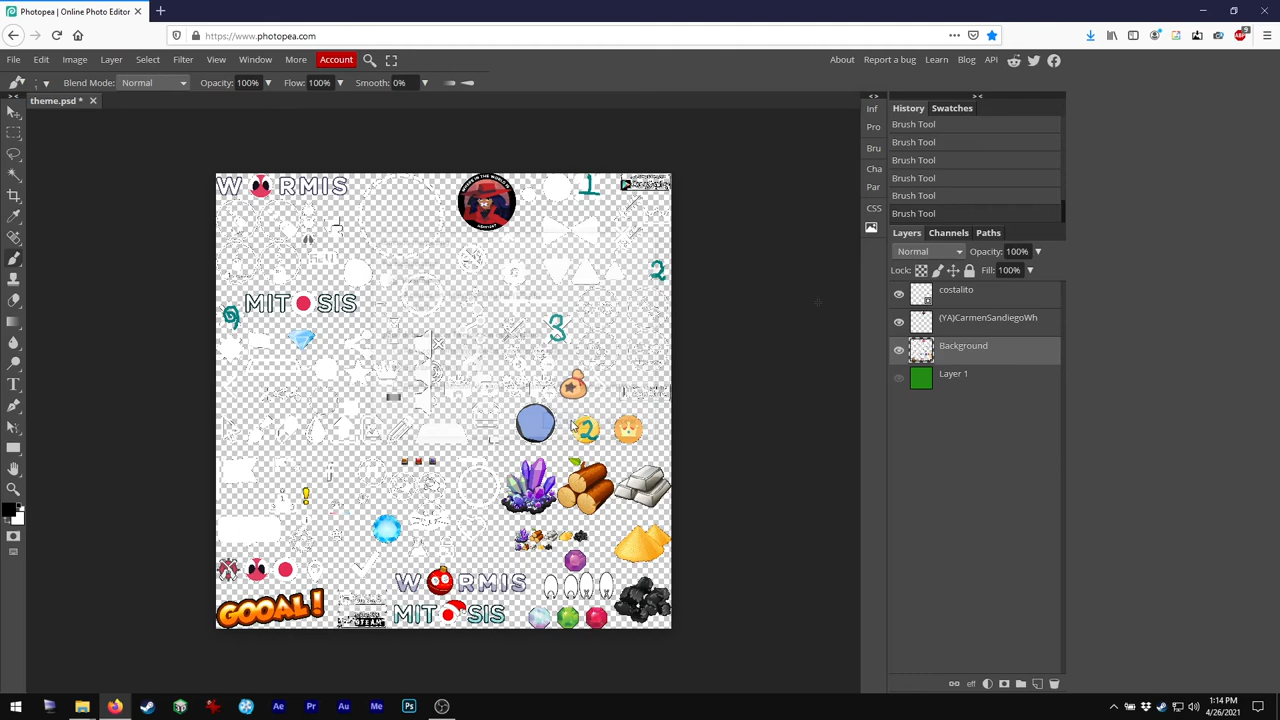 Photopea | Online Photo Editor
https://www.photopea.com
File Edit Image Layer Select Filter View Window More Account
About Report a bug Learn Blog API
Blend Mode: Normal Opacity: 100% Flow: 100% Smooth: 0%
theme.psd *
Inf
Pro
Bru
Cha
Par
CSS
History Swatches
Brush Tool
Brush Tool
Brush Tool
Brush Tool
Brush Tool
Brush Tool
Layers Channels Paths
Normal Opacity: 100%
Lock: Fill: 100%
costalito
(YA)CarmenSandiegoWh
Background
Layer 1
W RMIS
1
2
MIT SIS
3
2
W RMIS
GOOAL!
MIT SIS
STEAM
1:14 PM
4/26/2021